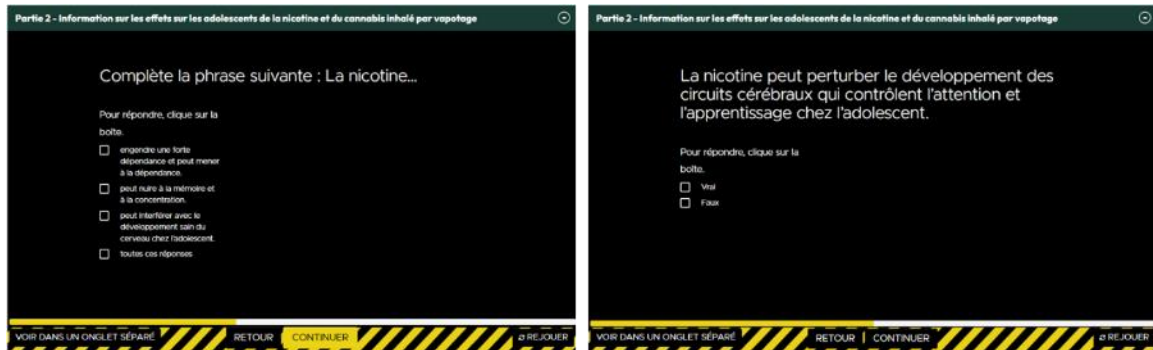 Partie 2 - Information sur les effets sur les adolescents de la nicotine et du cannabis inhalé par vapotage
Complète la phrase suivante : La nicotine...
Pour répondre, clique sur la
boîte.
engendre une forte
dépendance et peut mener
à la dépendance.
peut nuire à la mémoire et
à la concentration.
peut interférer avec le
développement sain du
cerveau chez l'adolescent.
toutes ces réponses
VOIR DANS UN ONGLET SÉPARÉ
RETOUR
CONTINUER
REJOUER
Partie 2 - Information sur les effets sur les adolescents de la nicotine et du cannabis inhalé par vapotage
La nicotine peut perturber le développement des
circuits cérébraux qui contrôlent l'attention et
l'apprentissage chez l'adolescent.
Pour répondre, clique sur la
boîte.
Vrai
Faux
VOIR DANS UN ONGLET SÉPARÉ
RETOUR
CONTINUER
REJOUER